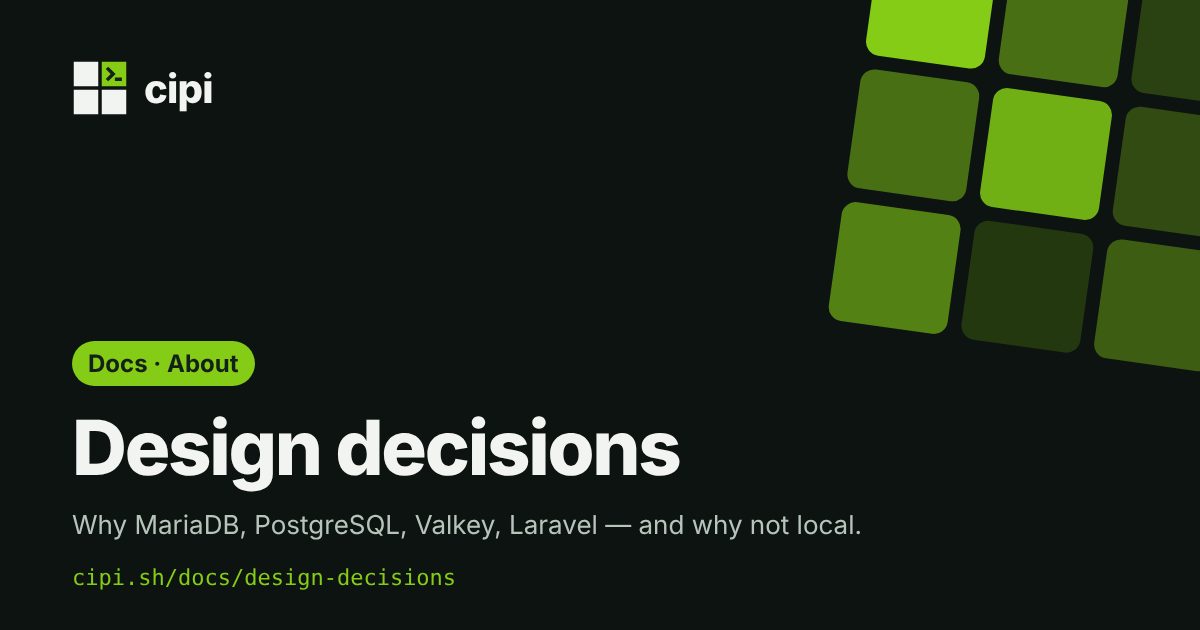 cipi
Docs · About
Design decisions
Why MariaDB, PostgreSQL, Valkey, Laravel — and why not local.
cipi.sh/docs/design-decisions